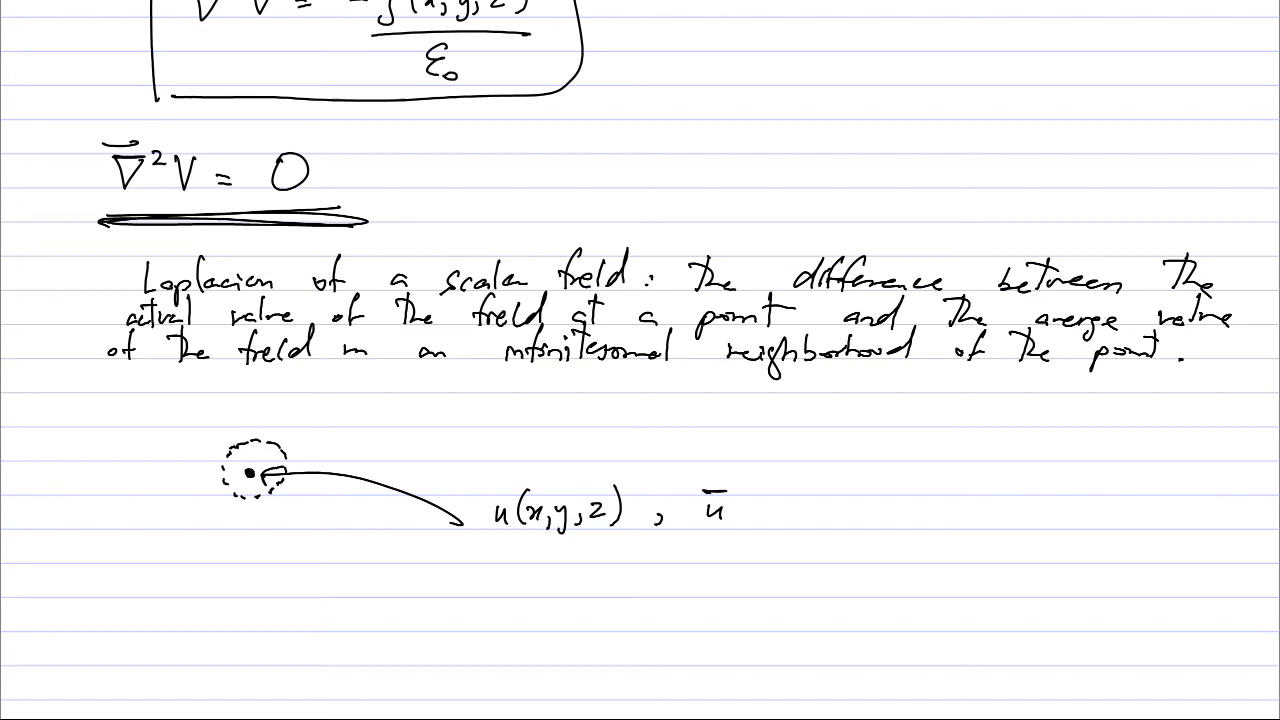 ∇²V = - ρ(x,y,z) / ε₀
∇⃗²V = 0
Laplacian of a scalar field: The difference between the
actual value of the field at a point and the average value
of the field in an infinitesimal neighborhood of the point.
u(x,y,z) , ū